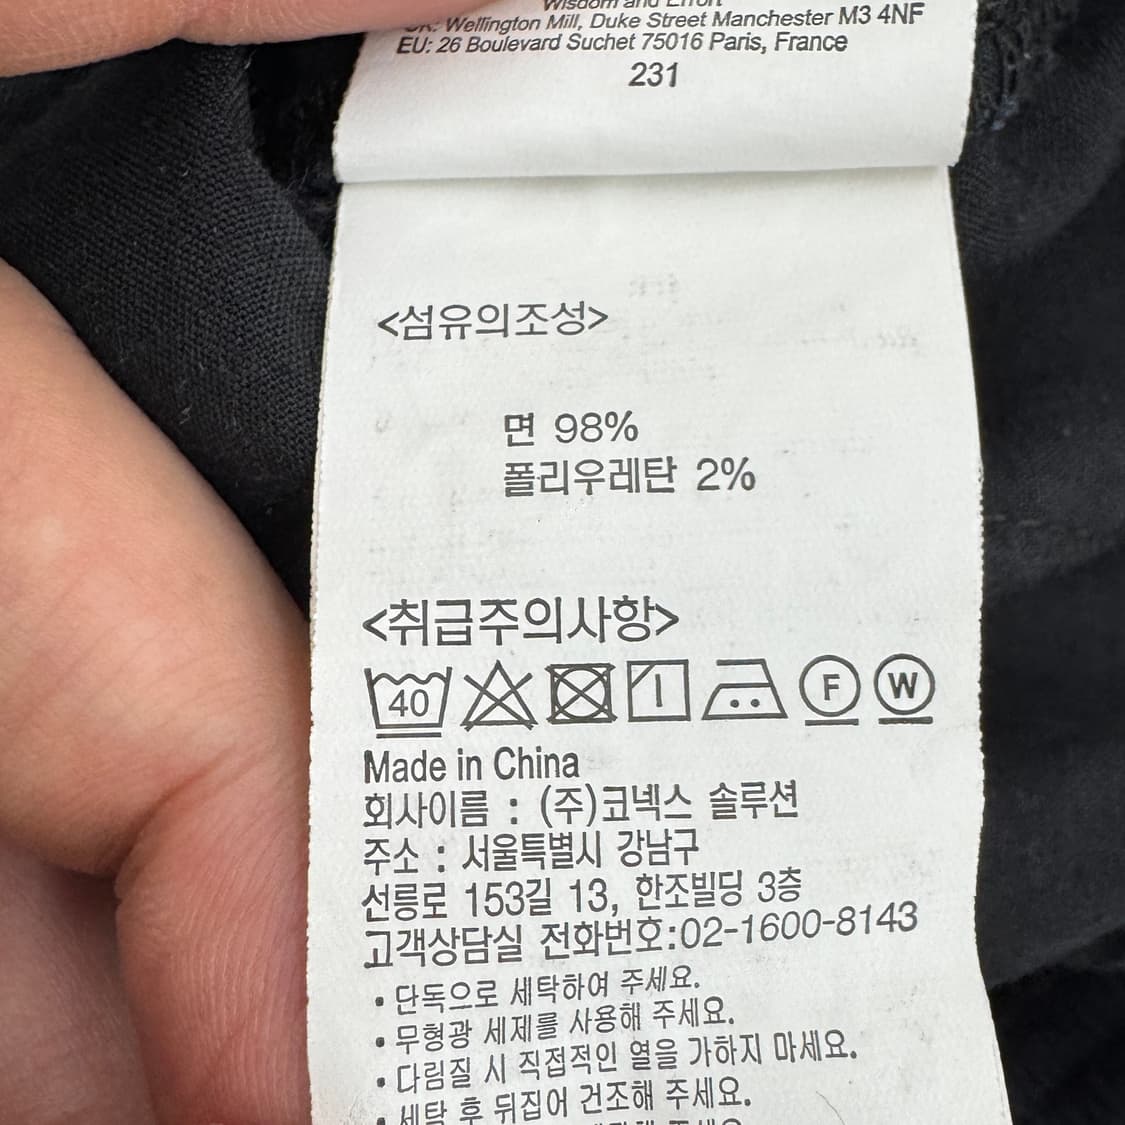 Wisdom and Effort
UK: Wellington Mill, Duke Street Manchester M3 4NF
EU: 26 Boulevard Suchet 75016 Paris, France
231
<섬유의조성>
면 98%
폴리우레탄 2%
<취급주의사항>
40 F W
Made in China
회사이름 : (주)코넥스 솔루션
주소 : 서울특별시 강남구
선릉로 153길 13, 한조빌딩 3층
고객상담실 전화번호:02-1600-8143
• 단독으로 세탁하여 주세요.
• 무형광 세제를 사용해 주세요.
• 다림질 시 직접적인 열을 가하지 마세요.
• 세탁 후 뒤집어 건조해 주세요.
주세요